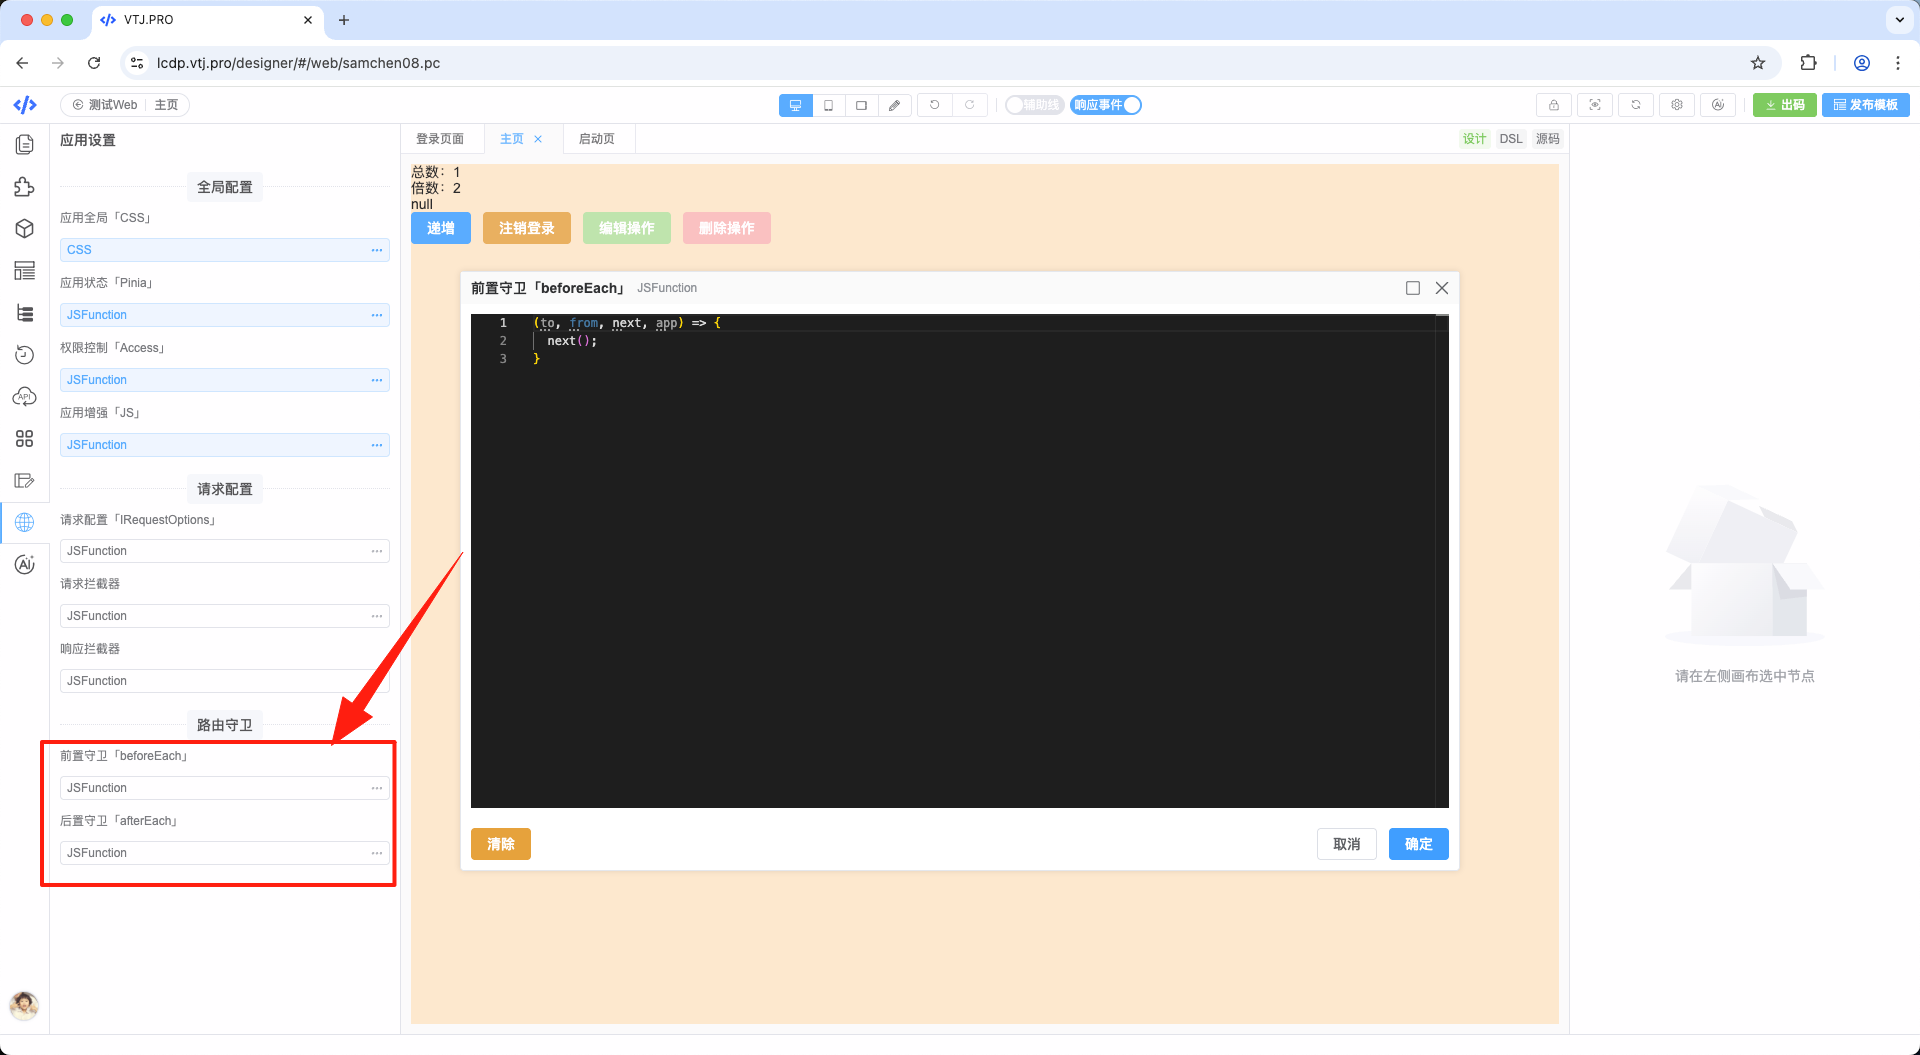 VTJ.PRO
lcdp.vtj.pro/designer/#/web/samchen08.pc
测试Web
主页
辅助线
响应事件
出码
发布模板
应用设置
全局配置
应用全局「CSS」
CSS
应用状态「Pinia」
JSFunction
权限控制「Access」
JSFunction
应用增强「JS」
JSFunction
请求配置
请求配置「IRequestOptions」
JSFunction
请求拦截器
JSFunction
响应拦截器
JSFunction
路由守卫
前置守卫「beforeEach」
JSFunction
后置守卫「afterEach」
JSFunction
API
AI
登录页面
主页
启动页
设计
DSL
源码
总数：1
倍数：2
null
递增
注销登录
编辑操作
删除操作
前置守卫「beforeEach」 JSFunction
1 (to, from, next, app) => {
2 next();
3 }
清除
取消
确定
请在左侧画布选中节点